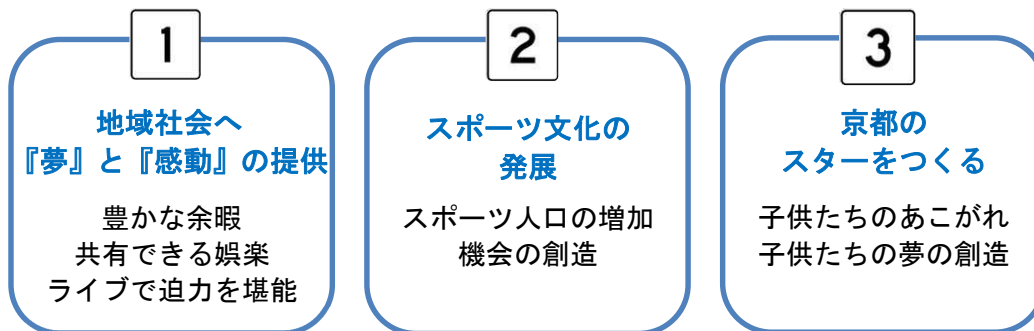 1
地域社会へ
『夢』と『感動』の提供
豊かな余暇
共有できる娯楽
ライブで迫力を堪能
2
スポーツ文化の
発展
スポーツ人口の増加
機会の創造
3
京都の
スターをつくる
子供たちのあこがれ
子供たちの夢の創造